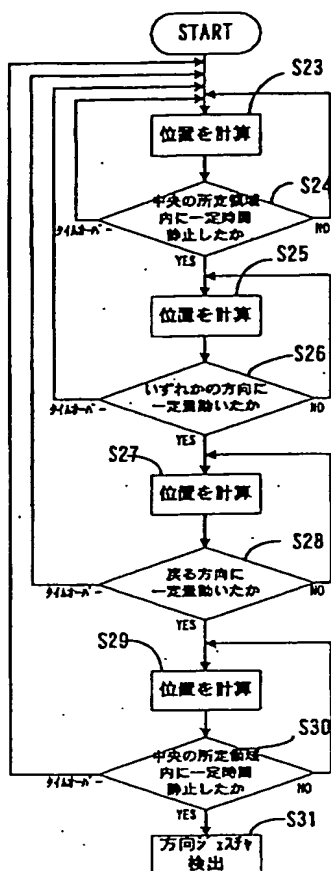 START
S23
位置を計算
S24
中央の所定領域
内に一定時間
静止したか
タイムオーバー
NO
YES
S25
位置を計算
S26
いずれかの方向に
一定量動いたか
タイムオーバー
NO
YES
S27
位置を計算
S28
戻る方向に
一定量動いたか
タイムオーバー
NO
YES
S29
位置を計算
S30
中央の所定領域
内に一定時間
静止したか
タイムオーバー
NO
YES
S31
方向ジェスチャ
検出